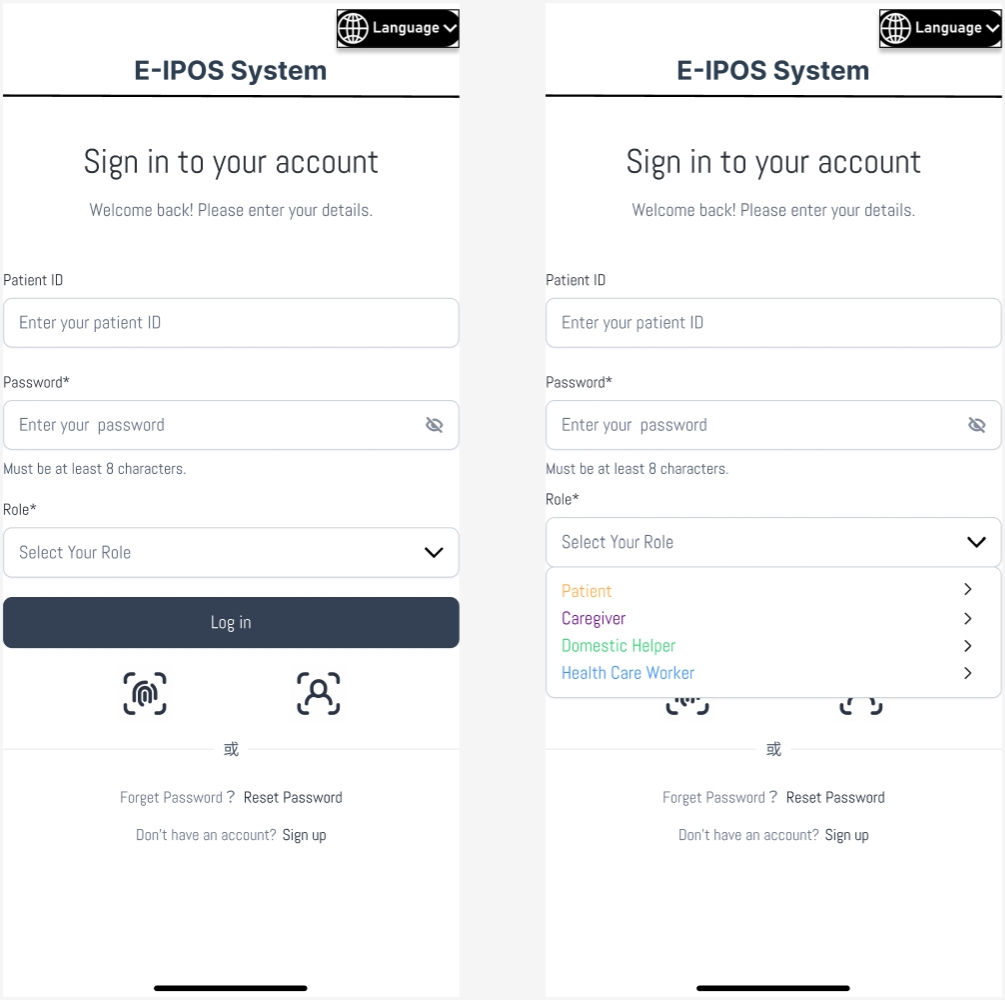 Language
E-IPOS System
Sign in to your account
Welcome back! Please enter your details.
Patient ID
Enter your patient ID
Password*
Enter your  password
Must be at least 8 characters.
Role*
Select Your Role
Log in
或
Forget Password？ Reset Password
Don't have an account? Sign up
Language
E-IPOS System
Sign in to your account
Welcome back! Please enter your details.
Patient ID
Enter your patient ID
Password*
Enter your  password
Must be at least 8 characters.
Role*
Select Your Role
Patient
Caregiver
Domestic Helper
Health Care Worker
或
Forget Password？ Reset Password
Don't have an account? Sign up